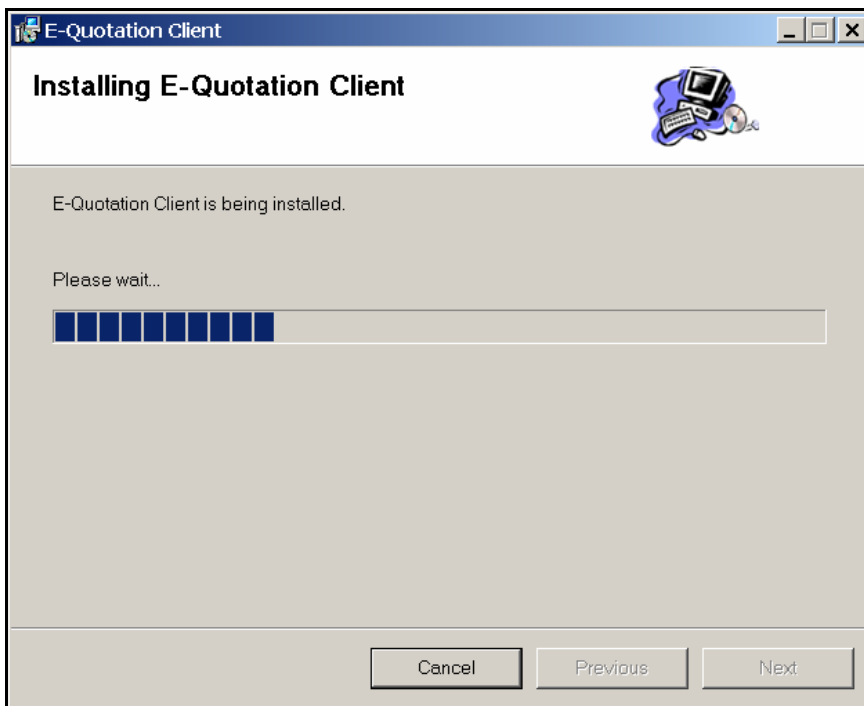 E-Quotation Client
Installing E-Quotation Client
E-Quotation Client is being installed.
Please wait...
Cancel
Previous
Next